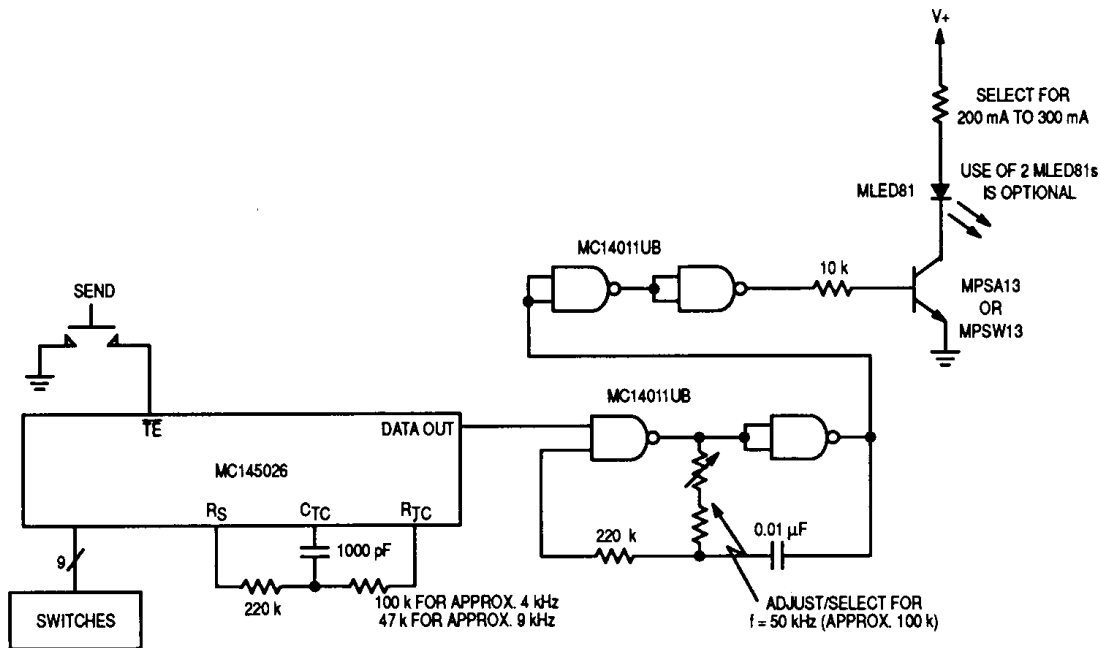 V+
SELECT FOR
200 mA TO 300 mA
USE OF 2 MLED81s
IS OPTIONAL
MLED81
MC14011UB
10 k
MPSA13
OR
MPSW13
SEND
MC14011UB
TE
DATA OUT
MC145026
RS
CTC
RTC
1000 pF
9
220 k
100 k FOR APPROX. 4 kHz
47 k FOR APPROX. 9 kHz
SWITCHES
220 k
0.01 µF
ADJUST/SELECT FOR
f = 50 kHz (APPROX. 100 k)